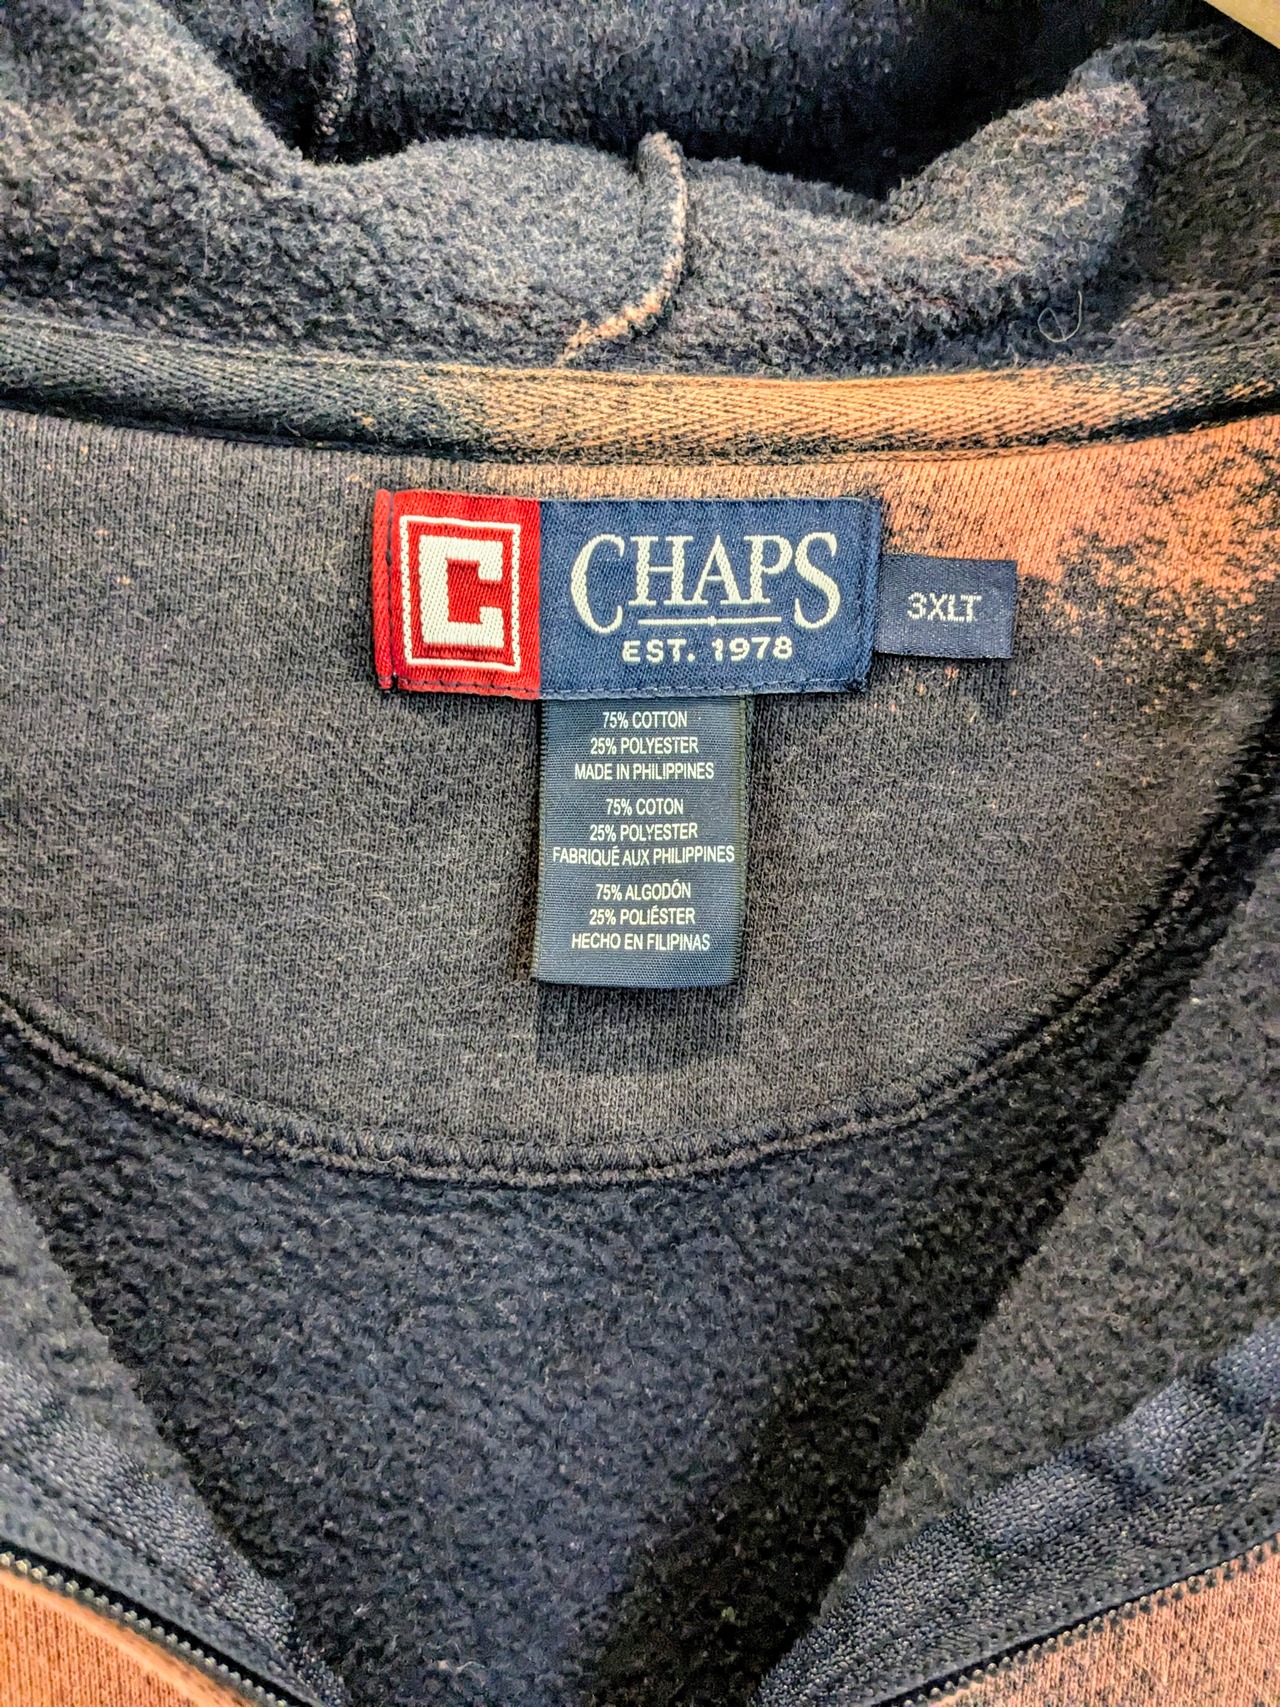 C CHAPS
EST. 1978
3XLT
75% COTTON
25% POLYESTER
MADE IN PHILIPPINES
75% COTON
25% POLYESTER
FABRIQUÉ AUX PHILIPPINES
75% ALGODÓN
25% POLIÉSTER
HECHO EN FILIPINAS